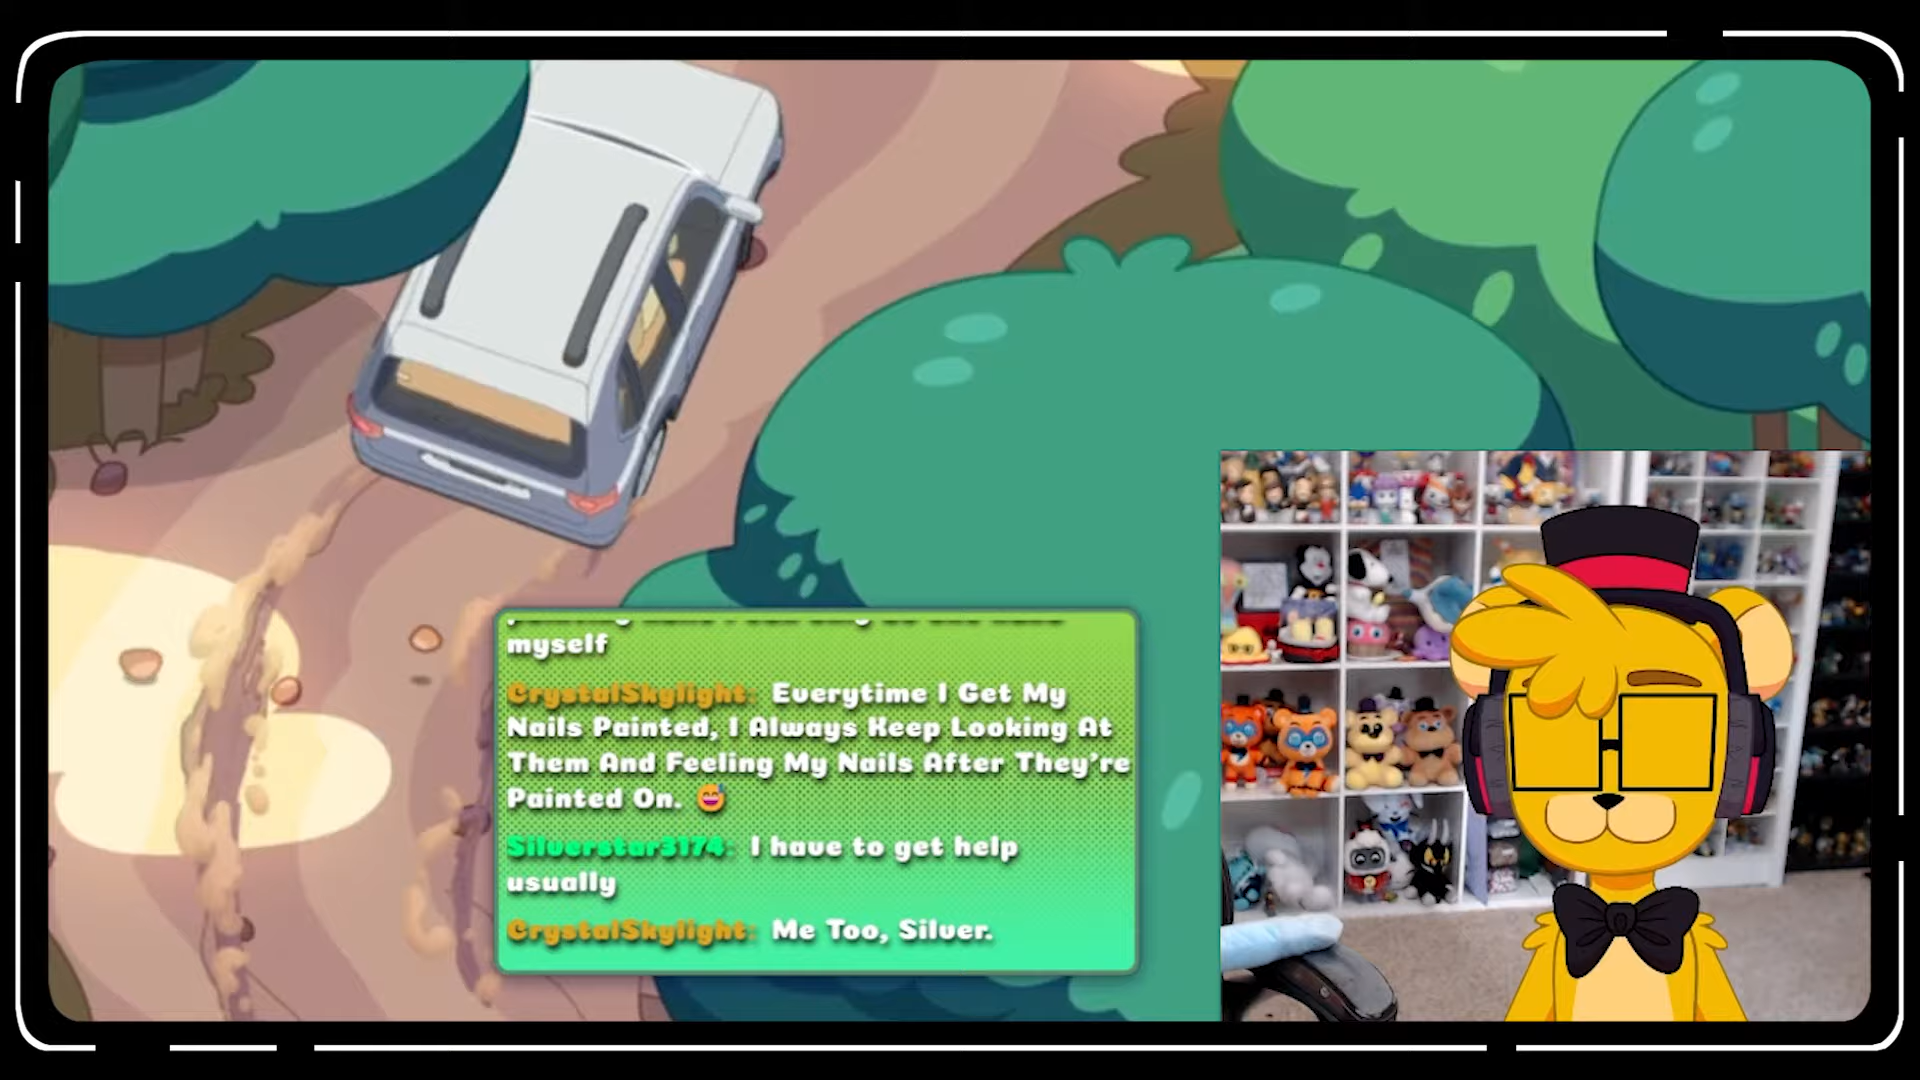 myself
CrystalSkylight: Everytime I Get My
Nails Painted, I Always Keep Looking At
Them And Feeling My Nails After They're
Painted On. 😅
Silverstar3174: I have to get help
usually
CrystalSkylight: Me Too, Silver.